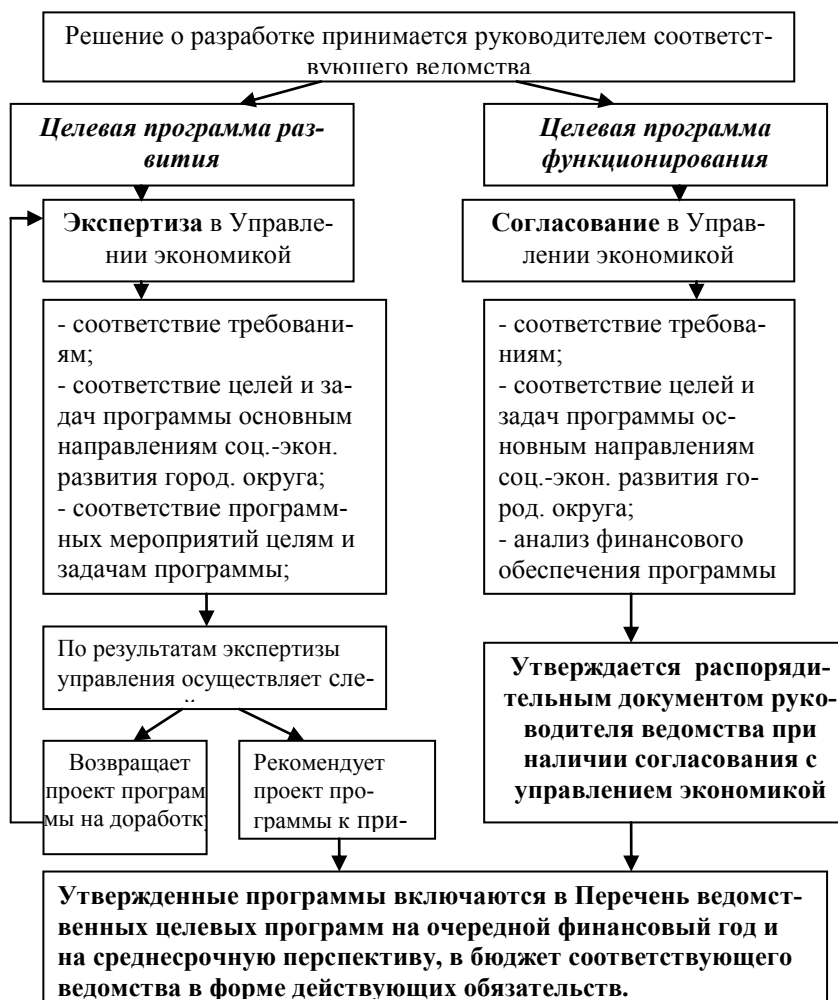 Решение о разработке принимается руководителем соответст-
вующего ведомства
Целевая программа раз-
вития
Целевая программа
функционирования
Экспертиза в Управле-
нии экономикой
Согласование в Управ-
лении экономикой
- соответствие требовани-
ям;
- соответствие целей и за-
дач программы основным
направлениям соц.-экон.
развития город. округа;
- соответствие программ-
ных мероприятий целям и
задачам программы;
- соответствие требова-
ниям;
- соответствие целей и
задач программы ос-
новным направлениям
соц.-экон. развития го-
род. округа;
- анализ финансового
обеспечения программы
По результатам экспертизы
управления осуществляет сле-
Возвращает
проект програм
мы на доработку
Рекомендует
проект про-
граммы к при-
Утверждается распоряди-
тельным документом руко-
водителя ведомства при
наличии согласования с
управлением экономикой
Утвержденные программы включаются в Перечень ведомст-
венных целевых программ на очередной финансовый год и
на среднесрочную перспективу, в бюджет соответствующего
ведомства в форме действующих обязательств.